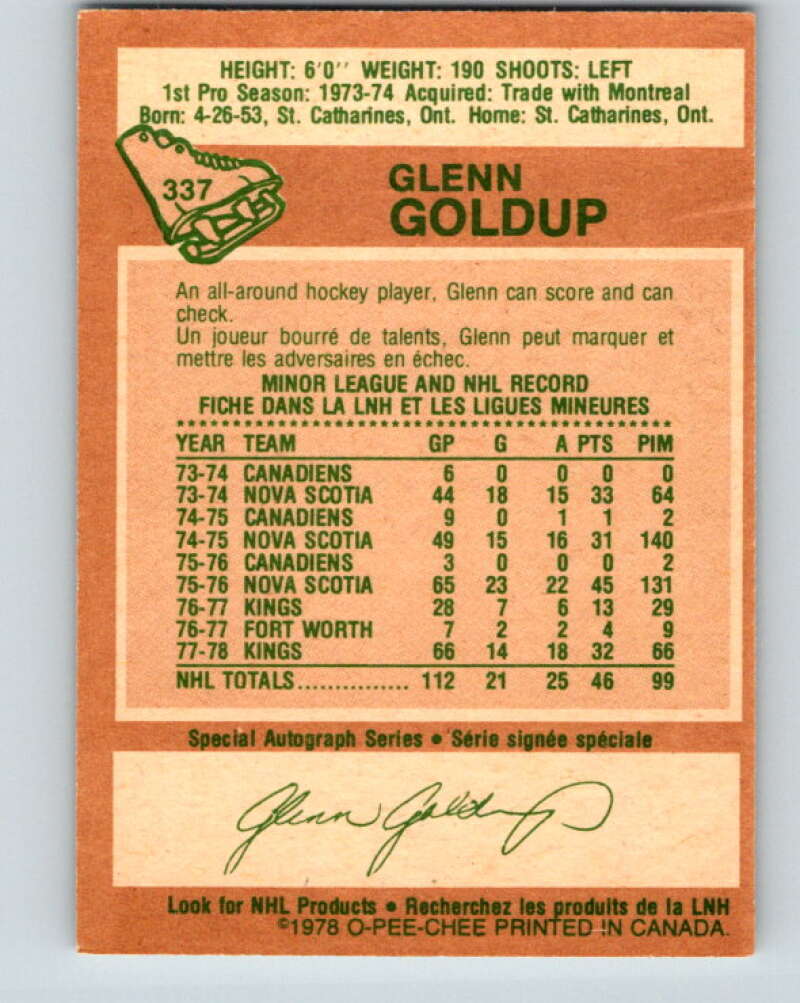 HEIGHT: 6'0'' WEIGHT: 190 SHOOTS: LEFT
1st Pro Season: 1973-74 Acquired: Trade with Montreal
Born: 4-26-53, St. Catharines, Ont. Home: St. Catharines, Ont.
337
GLENN
GOLDUP
An all-around hockey player, Glenn can score and can
check.
Un joueur bourré de talents, Glenn peut marquer et
mettre les adversaires en échec.
MINOR LEAGUE AND NHL RECORD
FICHE DANS LA LNH ET LES LIGUES MINEURES
YEAR TEAM GP G A PTS PIM
73-74 CANADIENS 6 0 0 0 0
73-74 NOVA SCOTIA 44 18 15 33 64
74-75 CANADIENS 9 0 1 1 2
74-75 NOVA SCOTIA 49 15 16 31 140
75-76 CANADIENS 3 0 0 0 2
75-76 NOVA SCOTIA 65 23 22 45 131
76-77 KINGS 28 7 6 13 29
76-77 FORT WORTH 7 2 2 4 9
77-78 KINGS 66 14 18 32 66
NHL TOTALS............... 112 21 25 46 99
Special Autograph Series • Série signée spéciale
Glenn Goldup
Look for NHL Products • Recherchez les produits de la LNH
©1978 O-PEE-CHEE PRINTED IN CANADA.